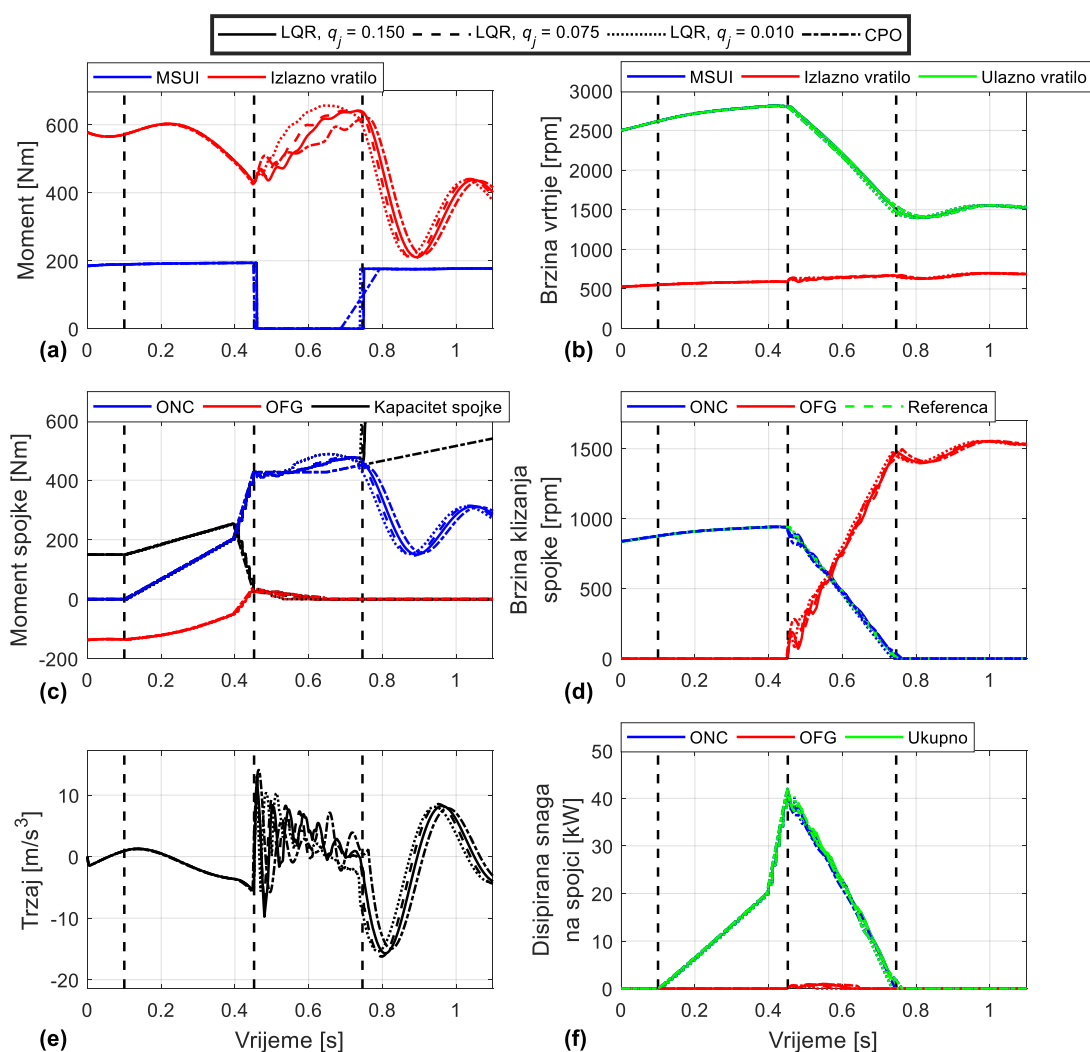 LQR, qj = 0.150 LQR, qj = 0.075 LQR, qj = 0.010 CPO
MSUI Izlazno vratilo
Moment [Nm]
600
400
200
0
0 0.2 0.4 0.6 0.8 1
(a)
MSUI Izlazno vratilo Ulazno vratilo
Brzina vrtnje [rpm]
3000
2500
2000
1500
1000
500
0
0 0.2 0.4 0.6 0.8 1
(b)
ONC OFG Kapacitet spojke
Moment spojke [Nm]
600
400
200
0
-200
0 0.2 0.4 0.6 0.8 1
(c)
ONC OFG Referenca
Brzina klizanja
spojke [rpm]
1500
1000
500
0
0 0.2 0.4 0.6 0.8 1
(d)
Trzaj [m/s³]
10
0
-10
-20
0 0.2 0.4 0.6 0.8 1
Vrijeme [s]
(e)
ONC OFG Ukupno
Disipirana snaga
na spojci [kW]
50
40
30
20
10
0
0 0.2 0.4 0.6 0.8 1
Vrijeme [s]
(f)